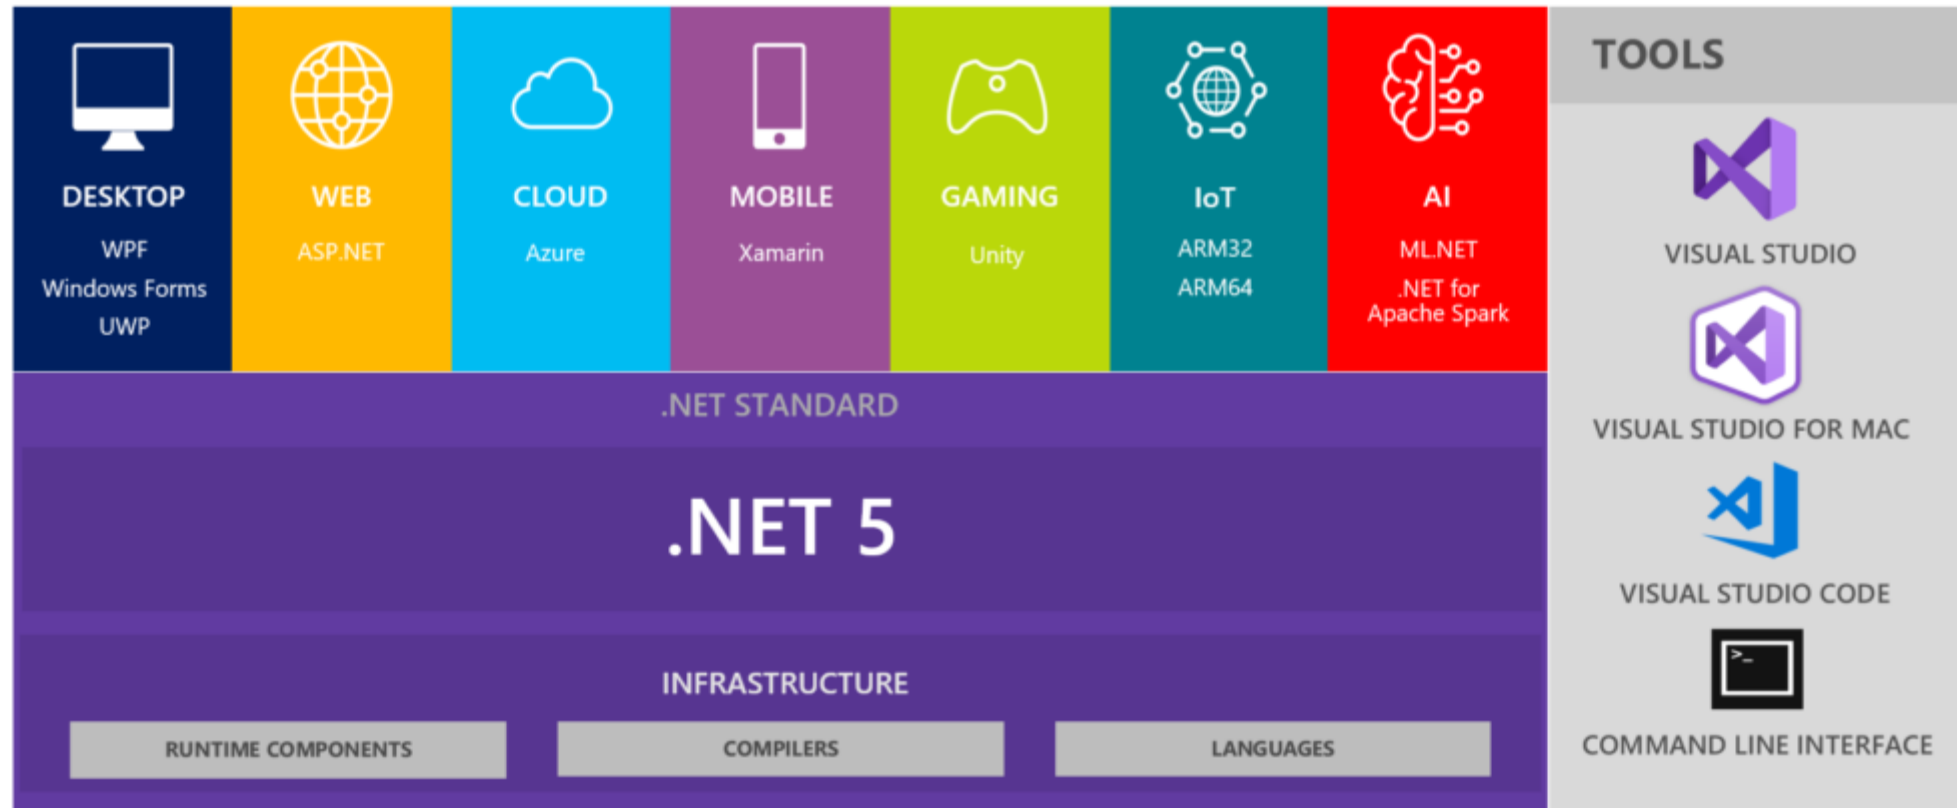 DESKTOP
WPF
Windows Forms
UWP
WEB
ASP.NET
CLOUD
Azure
MOBILE
Xamarin
GAMING
Unity
IoT
ARM32
ARM64
AI
ML.NET
.NET for
Apache Spark
.NET STANDARD
.NET 5
INFRASTRUCTURE
RUNTIME COMPONENTS
COMPILERS
LANGUAGES
TOOLS
VISUAL STUDIO
VISUAL STUDIO FOR MAC
VISUAL STUDIO CODE
>_
COMMAND LINE INTERFACE